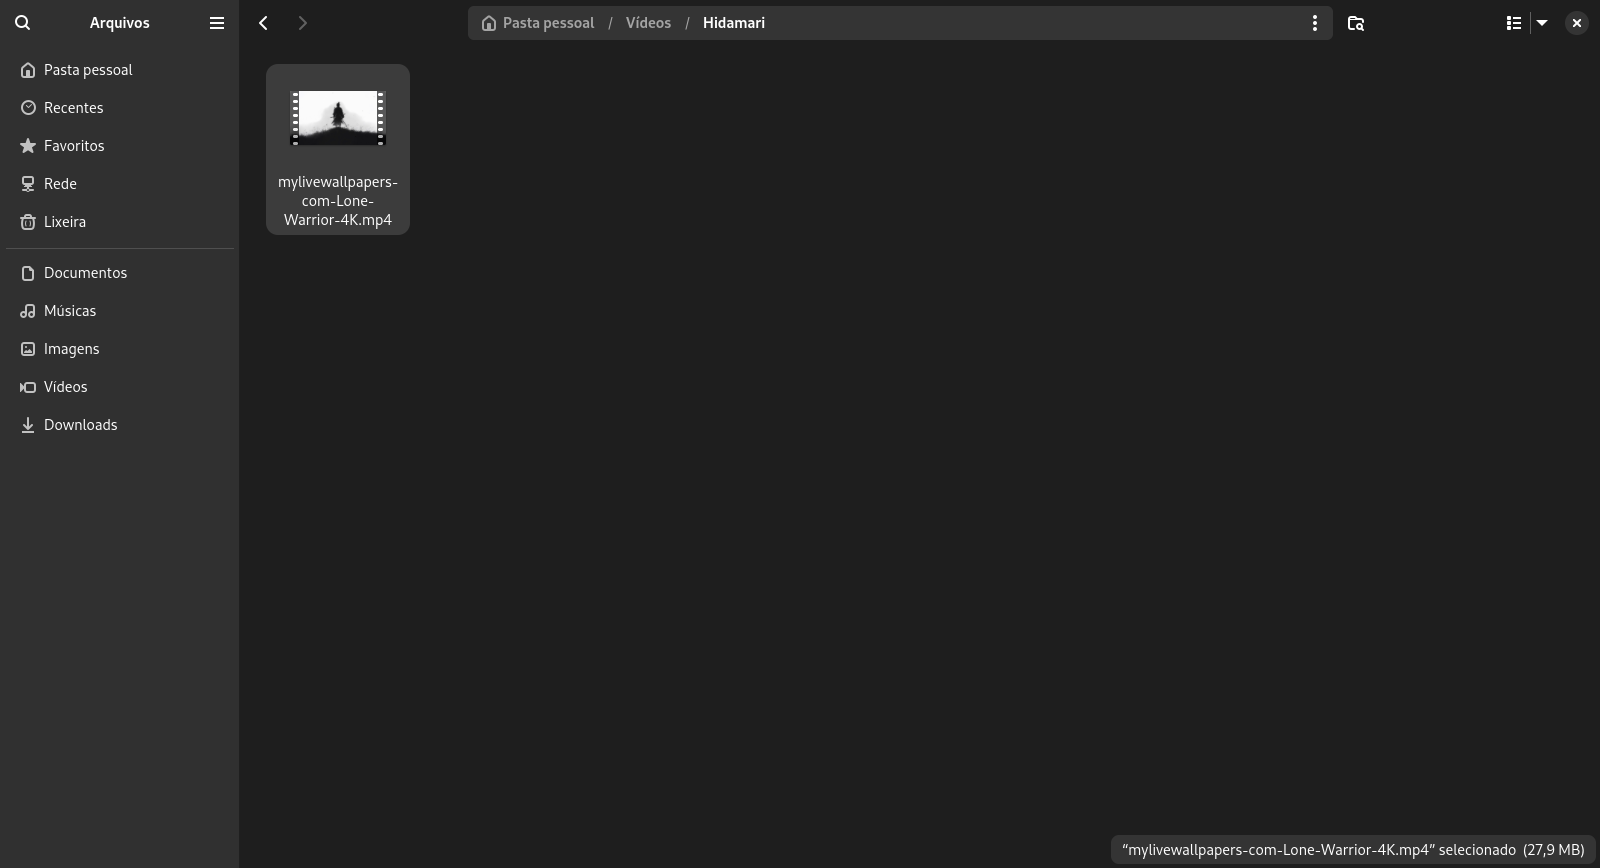 Arquivos
Pasta pessoal / Vídeos / Hidamari
Pasta pessoal
Recentes
Favoritos
Rede
Lixeira
Documentos
Músicas
Imagens
Vídeos
Downloads
mylivewallpapers-
com-Lone-
Warrior-4K.mp4
“mylivewallpapers-com-Lone-Warrior-4K.mp4” selecionado (27,9 MB)